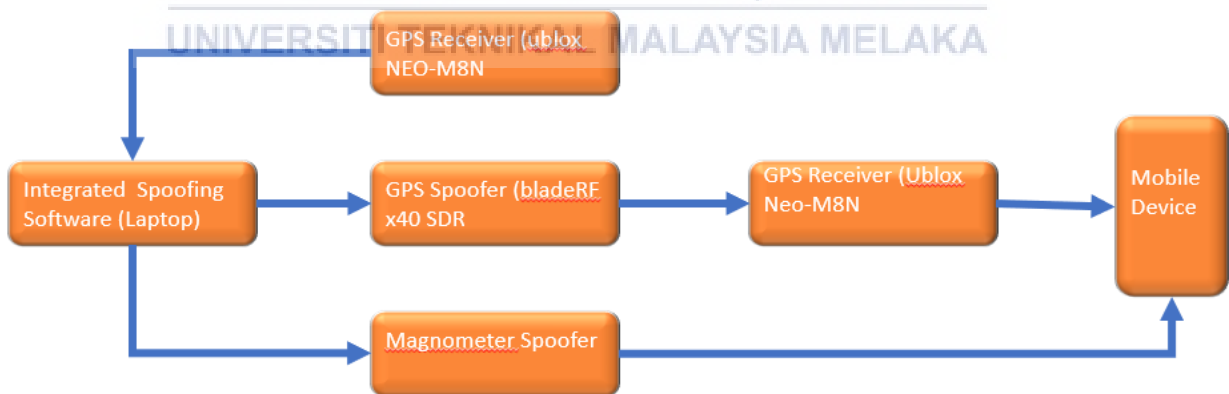 UNIVERSITI TEKNIKAL MALAYSIA MELAKA
GPS Receiver (ublox
NEO-M8N
Integrated Spoofing
Software (Laptop)
GPS Spoofer (bladeRF
x40 SDR
GPS Receiver (Ublox
Neo-M8N
Mobile
Device
Magnometer Spoofer